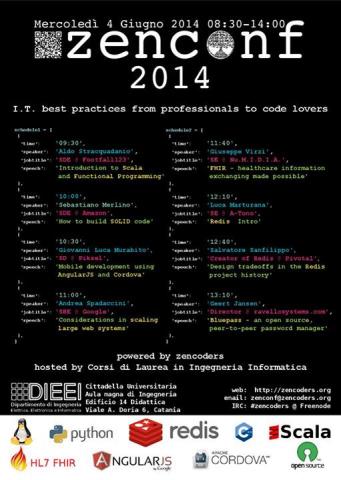 Mercoledì 4 Giugno 2014 08:30-14:00
zenconf
2014
I.T. best practices from professionals to code lovers
schedule1 = [
{
'time': '09:30',
'speaker': 'Aldo Stracquadanio',
'jobtitle': 'SDE @ Footfall123',
'speech': 'Introduction to Scala
and Functional Programming'
},
{
'time': '10:00',
'speaker': 'Sebastiano Merlino',
'jobtitle': 'SDE @ Amazon',
'speech': 'How to build SOLID code'
},
{
'time': '10:30',
'speaker': 'Giovanni Luca Murabito',
'jobtitle': 'SD @ Piksel',
'speech': 'Mobile development using
AngularJS and Cordova'
},
{
'time': '11:00',
'speaker': 'Andrea Spadaccini',
'jobtitle': 'SRE @ Google',
'speech': 'Considerations in scaling
large web systems'
}
]
schedule2 = [
{
'time': '11:40',
'speaker': 'Giuseppe Virzì',
'jobtitle': 'SE @ Nu.M.I.D.I.A.',
'speech': 'FHIR - healthcare information
exchanging made possible'
},
{
'time': '12:10',
'speaker': 'Luca Marturana',
'jobtitle': 'SE @ A-Tono',
'speech': 'Redis Intro'
},
{
'time': '12:40',
'speaker': 'Salvatore Sanfilippo',
'jobtitle': 'Creator of Redis @ Pivotal',
'speech': 'Design tradeoffs in the Redis
project history'
},
{
'time': '13:10',
'speaker': 'Geert Jansen',
'jobtitle': 'Director @ ravellosystems.com',
'speech': 'Bluepass - an open source,
peer-to-peer password manager'
}
]
powered by zencoders
hosted by Corsi di Laurea in Ingegneria Informatica
DIEEI
Dipartimento di Ingegneria
Elettrica, Elettronica e Informatica
Cittadella Universitaria
Aula magna di Ingegneria
Edificio 14 Didattica
Viale A. Doria 6, Catania
web: http://zencoders.org
email: zenconf@zencoders.org
IRC: #zencoders @ Freenode
python
redis
C++
Scala
HL7 FHIR
ANGULARJS
by Google
APACHE
CORDOVA™
open source